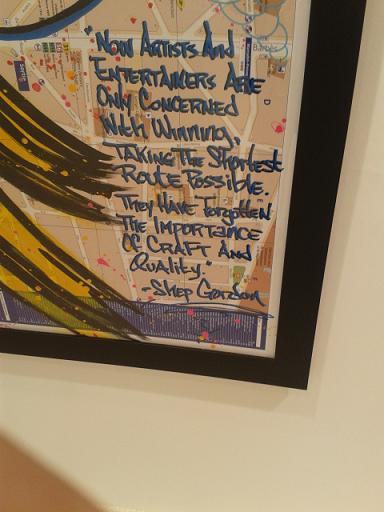 "Now Artists And
Entertainers Are
Only Concerned
With Winning,
Taking The Shortest
Route Possible.
They Have Forgotten
The Importance
Of Craft And
Quality."
-Shep Gordon